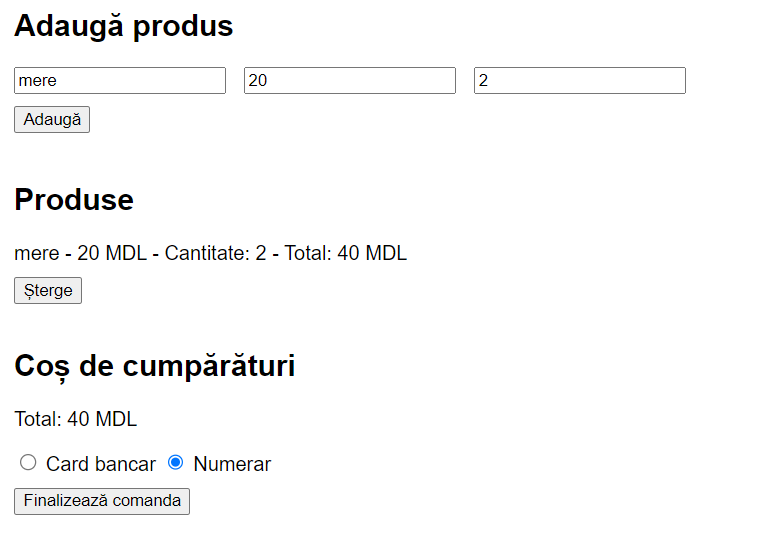 Adaugă produs
mere 20 2
Adaugă
Produse
mere - 20 MDL - Cantitate: 2 - Total: 40 MDL
Șterge
Coș de cumpărături
Total: 40 MDL
Card bancar Numerar
Finalizează comanda